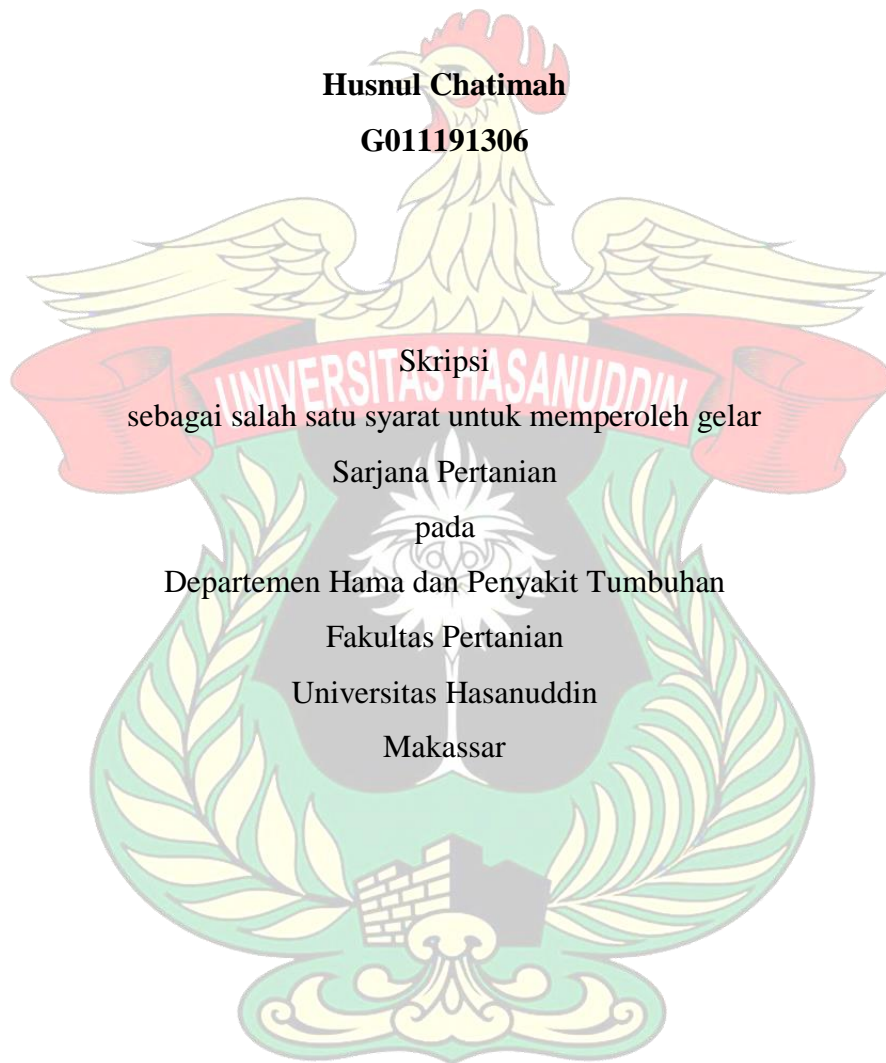 Husnul Chatimah
G011191306
Skripsi
UNIVERSITAS HASANUDDIN
sebagai salah satu syarat untuk memperoleh gelar
Sarjana Pertanian
pada
Departemen Hama dan Penyakit Tumbuhan
Fakultas Pertanian
Universitas Hasanuddin
Makassar